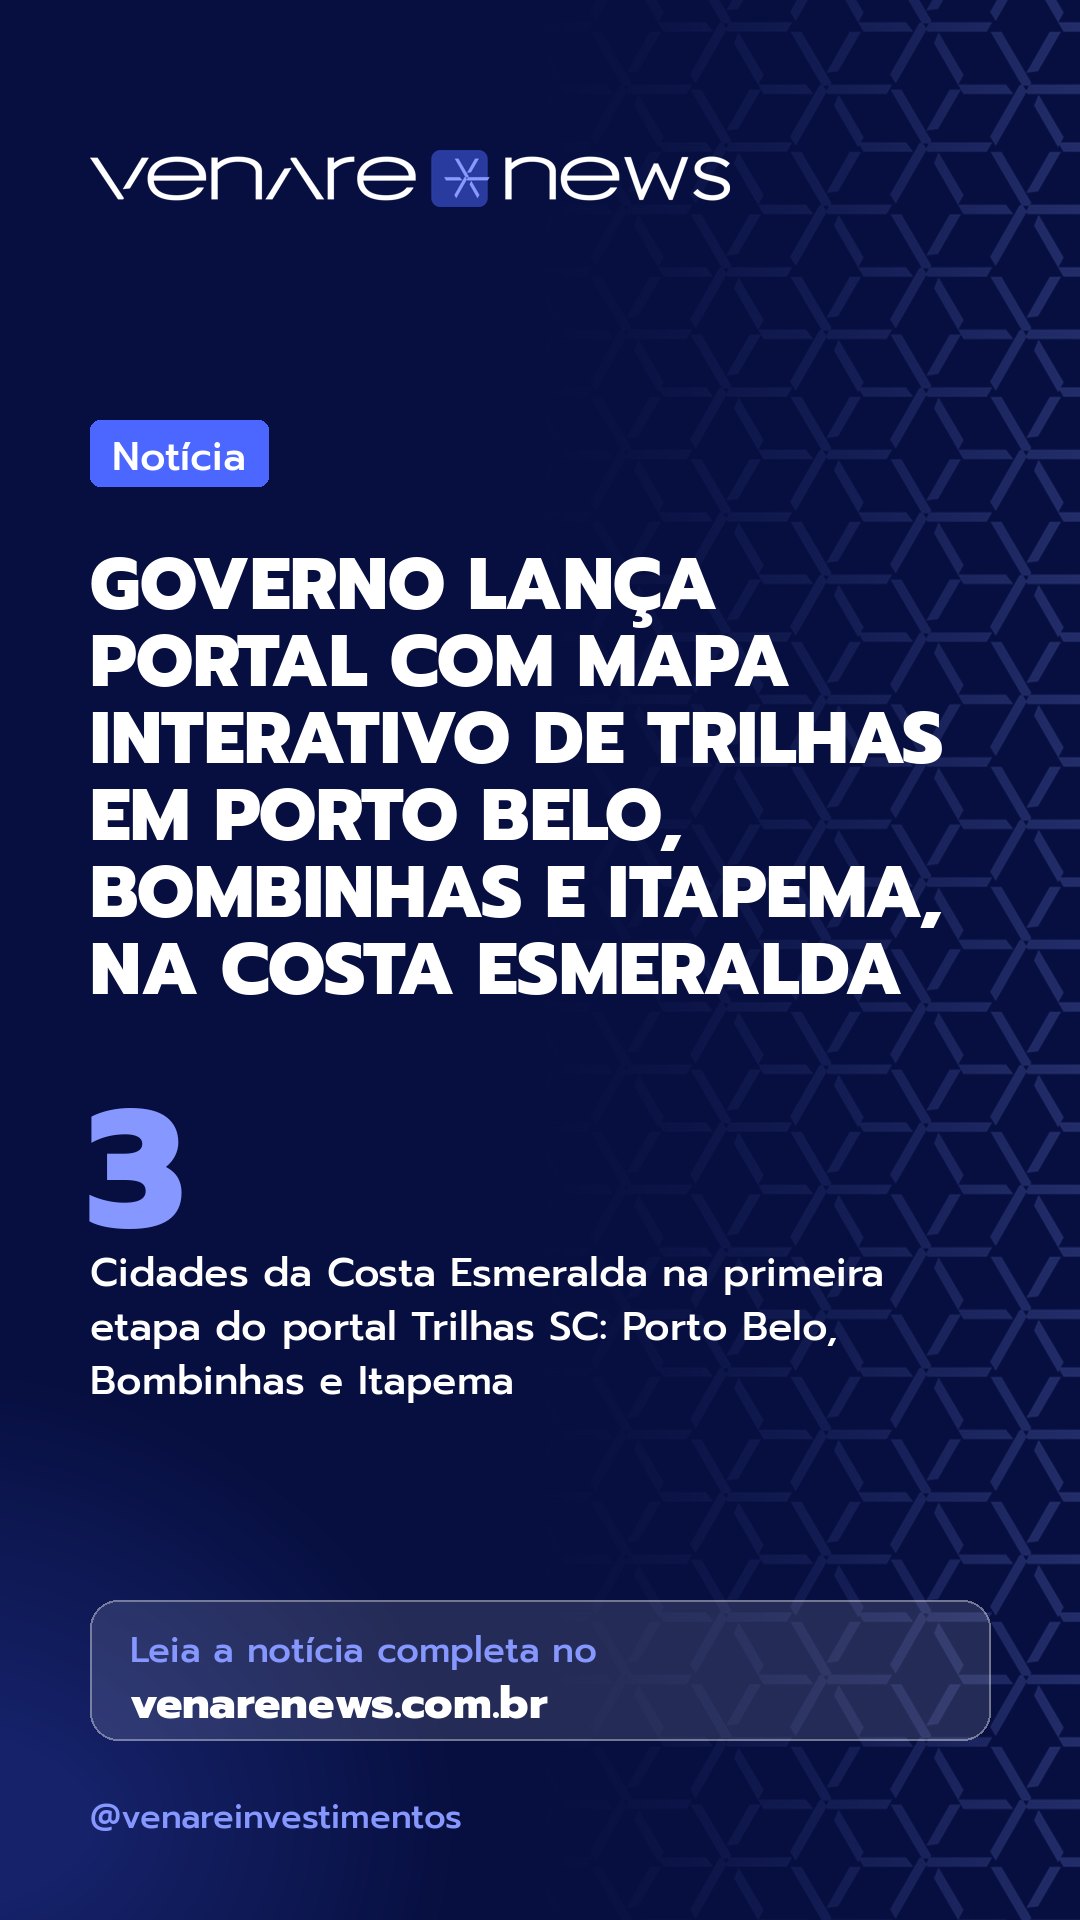 venare news
Notícia
GOVERNO LANÇA
PORTAL COM MAPA
INTERATIVO DE TRILHAS
EM PORTO BELO,
BOMBINHAS E ITAPEMA,
NA COSTA ESMERALDA
3
Cidades da Costa Esmeralda na primeira
etapa do portal Trilhas SC: Porto Belo,
Bombinhas e Itapema
Leia a notícia completa no
venarenews.com.br
@venareinvestimentos